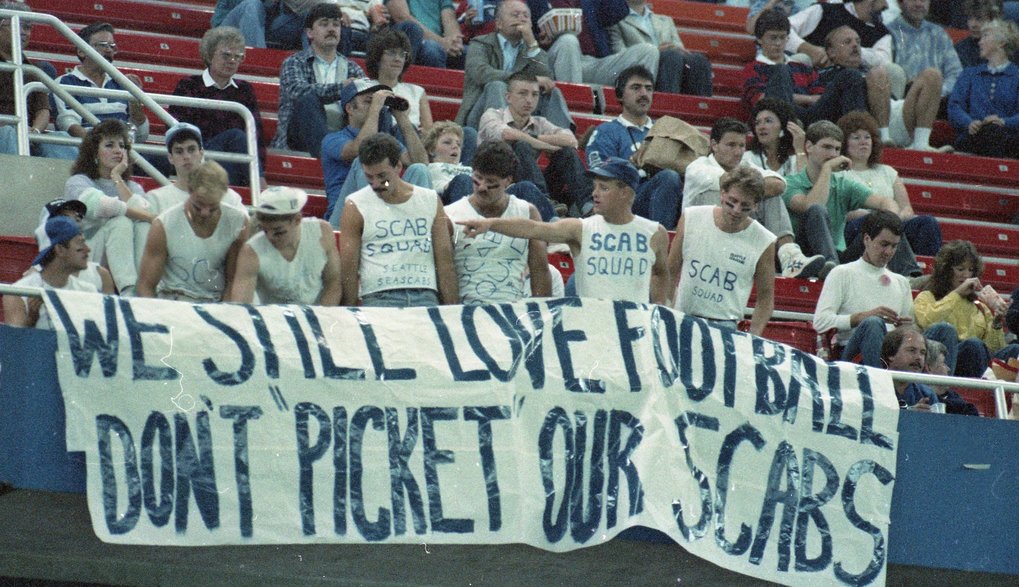 SCAB
SQUAD
SEATTLE
SEASCABS
SCAB
SQUAD
SCAB
SQUAD
WE STILL LOVE FOOTBALL
DON'T "PICKET" OUR SCABS